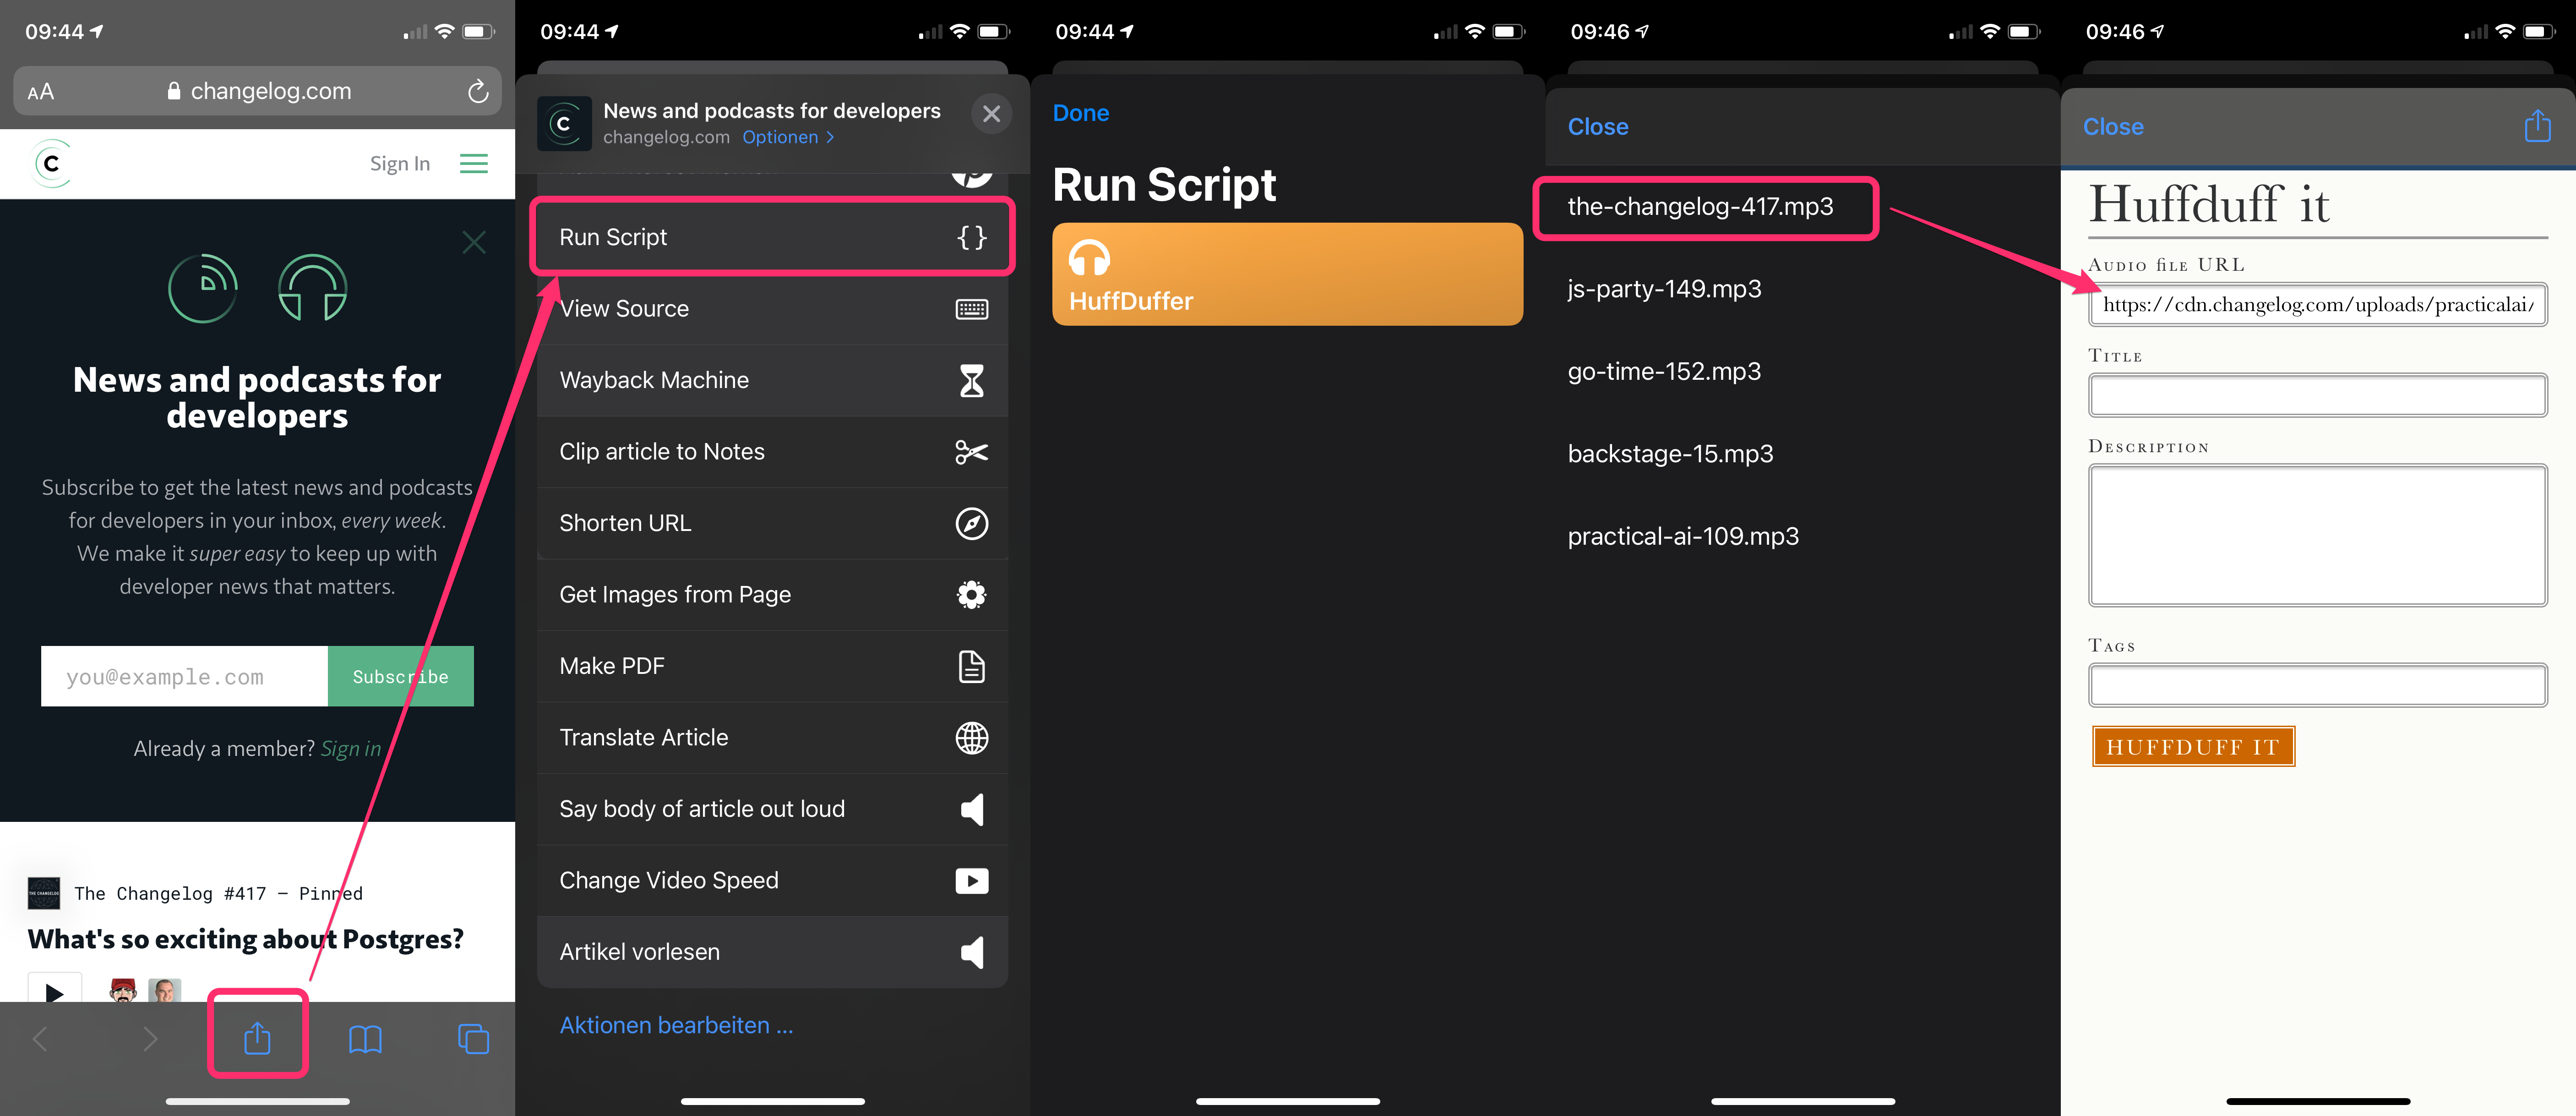 09:44
AA changelog.com
C
Sign In
News and podcasts for
developers
Subscribe to get the latest news and podcasts
for developers in your inbox, every week.
We make it super easy to keep up with
developer news that matters.
you@example.com
Subscribe
Already a member? Sign in
THE CHANGELOG
The Changelog #417 – Pinned
What's so exciting about Postgres?
09:44
C
News and podcasts for developers
changelog.com Optionen >
Run Script
View Source
Wayback Machine
Clip article to Notes
Shorten URL
Get Images from Page
Make PDF
Translate Article
Say body of article out loud
Change Video Speed
Artikel vorlesen
Aktionen bearbeiten ...
09:44
Done
Run Script
HuffDuffer
09:46
Close
the-changelog-417.mp3
js-party-149.mp3
go-time-152.mp3
backstage-15.mp3
practical-ai-109.mp3
09:46
Close
Huffduff it
Audio file URL
https://cdn.changelog.com/uploads/practicalai/
Title
Description
Tags
HUFFDUFF IT